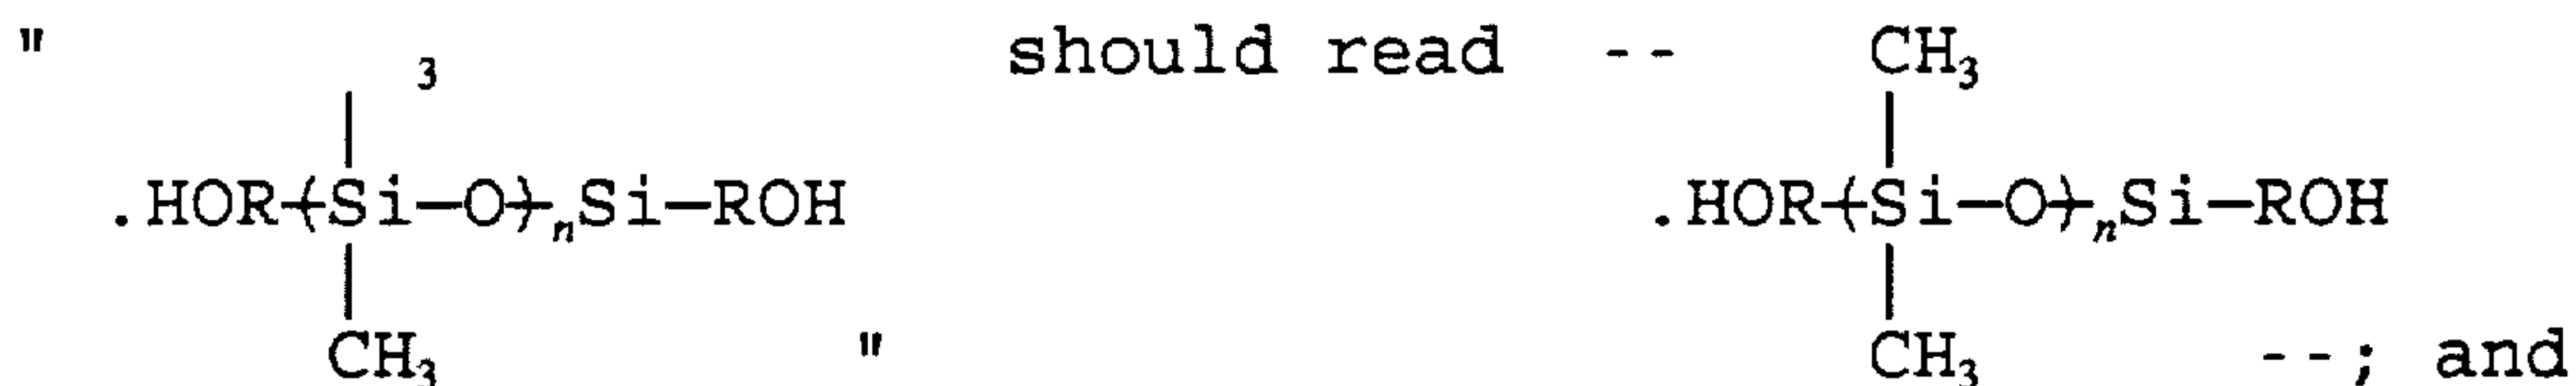 " 3 should read -- CH3
.HOR-(Si-O-)nSi-ROH .HOR-(Si-O-)nSi-ROH
CH3 " CH3 --; and